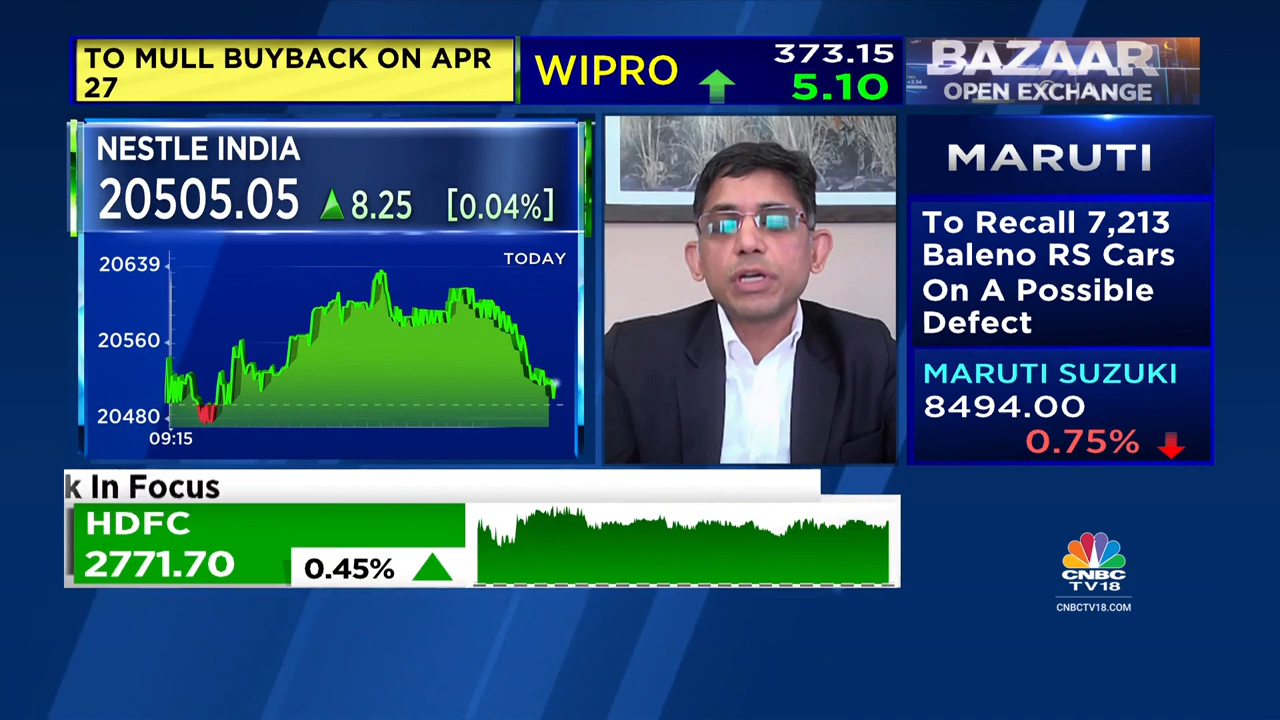 TO MULL BUYBACK ON APR
27
WIPRO
373.15
5.10
BAZAAR
OPEN EXCHANGE
NESTLE INDIA
20505.05 8.25 [0.04%]
TODAY
20639
20560
20480
09:15
MARUTI
To Recall 7,213
Baleno RS Cars
On A Possible
Defect
MARUTI SUZUKI
8494.00
0.75%
k In Focus
HDFC
2771.70
0.45%
CNBC
TV18
CNBCTV18.COM